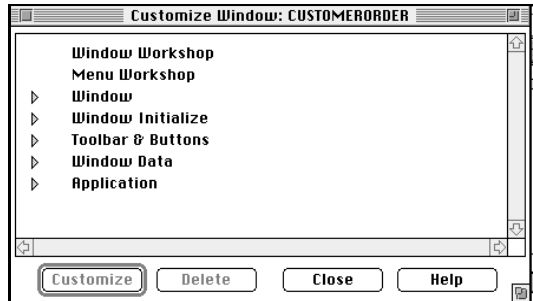 Customize Window: CUSTOMERORDER
Window Workshop
Menu Workshop
Window
Window Initialize
Toolbar & Buttons
Window Data
Application
Customize Delete Close Help